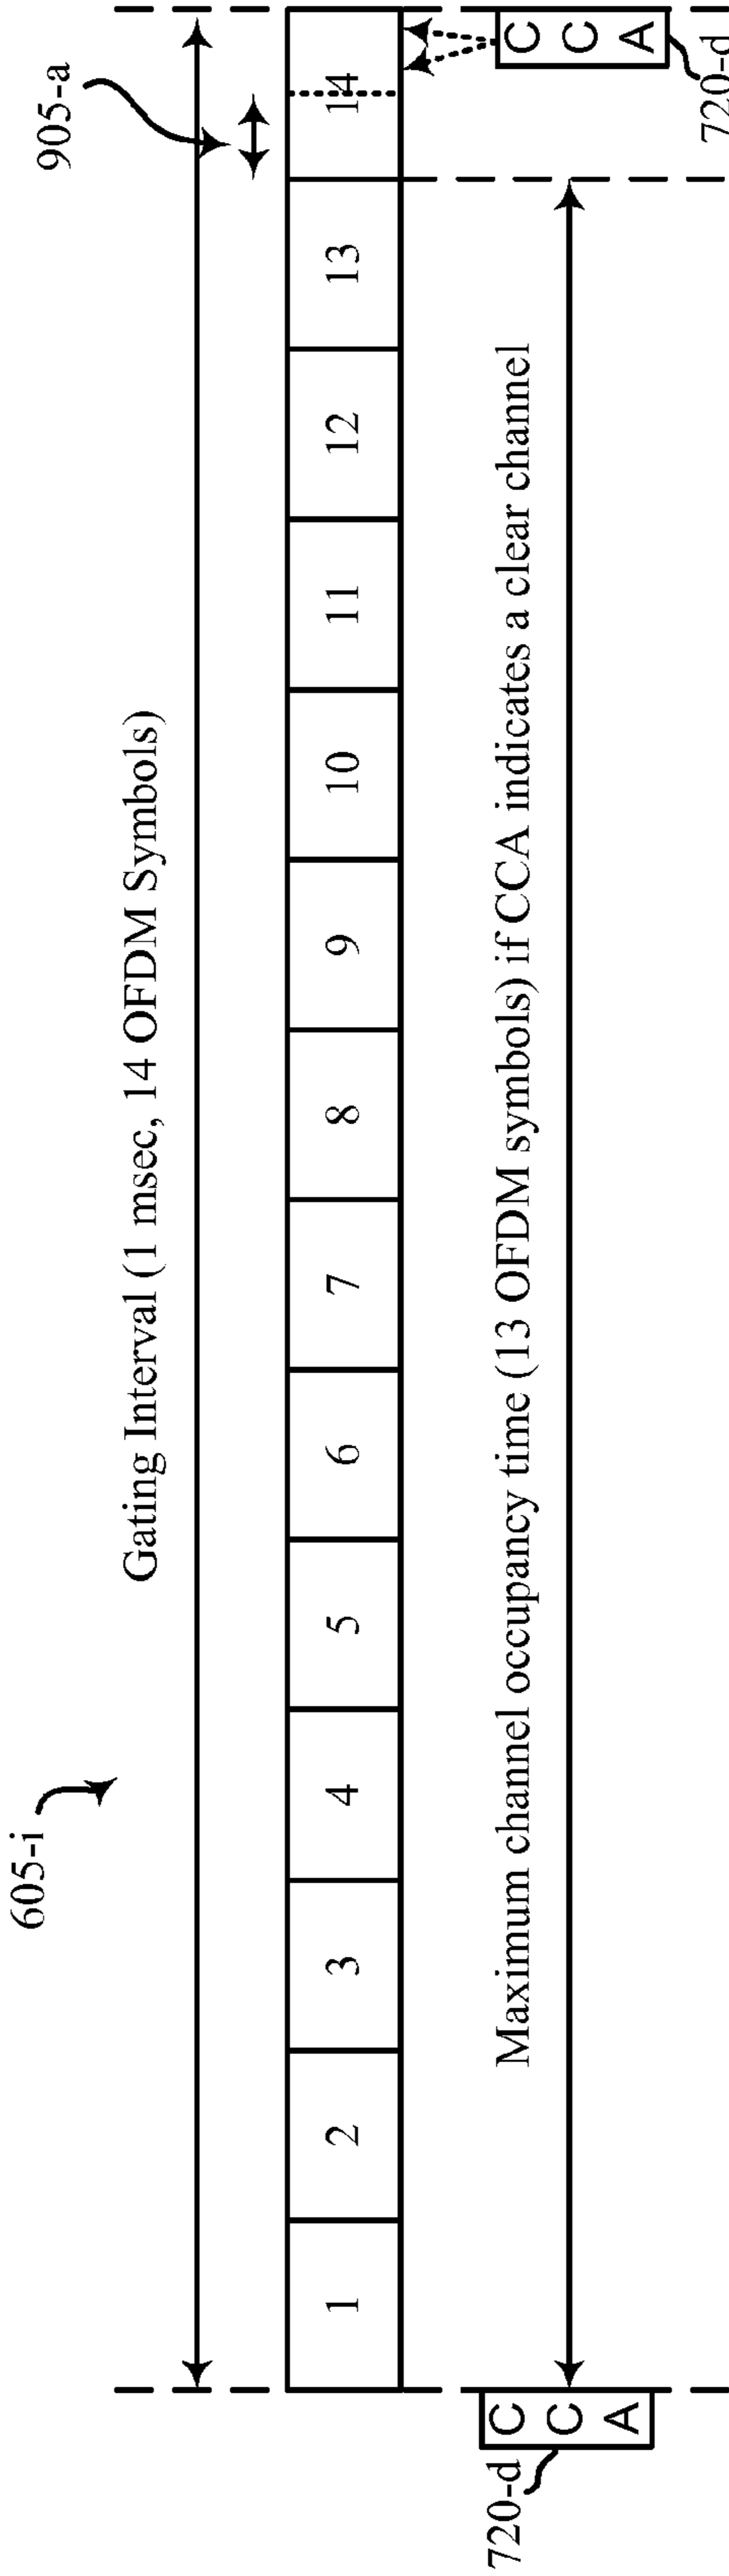 605-i
905-a
Gating Interval (1 msec, 14 OFDM Symbols)
1 2 3 4 5 6 7 8 9 10 11 12 13 14
Maximum channel occupancy time (13 OFDM symbols) if CCA indicates a clear channel
CCA
720-d
CCA
720-d